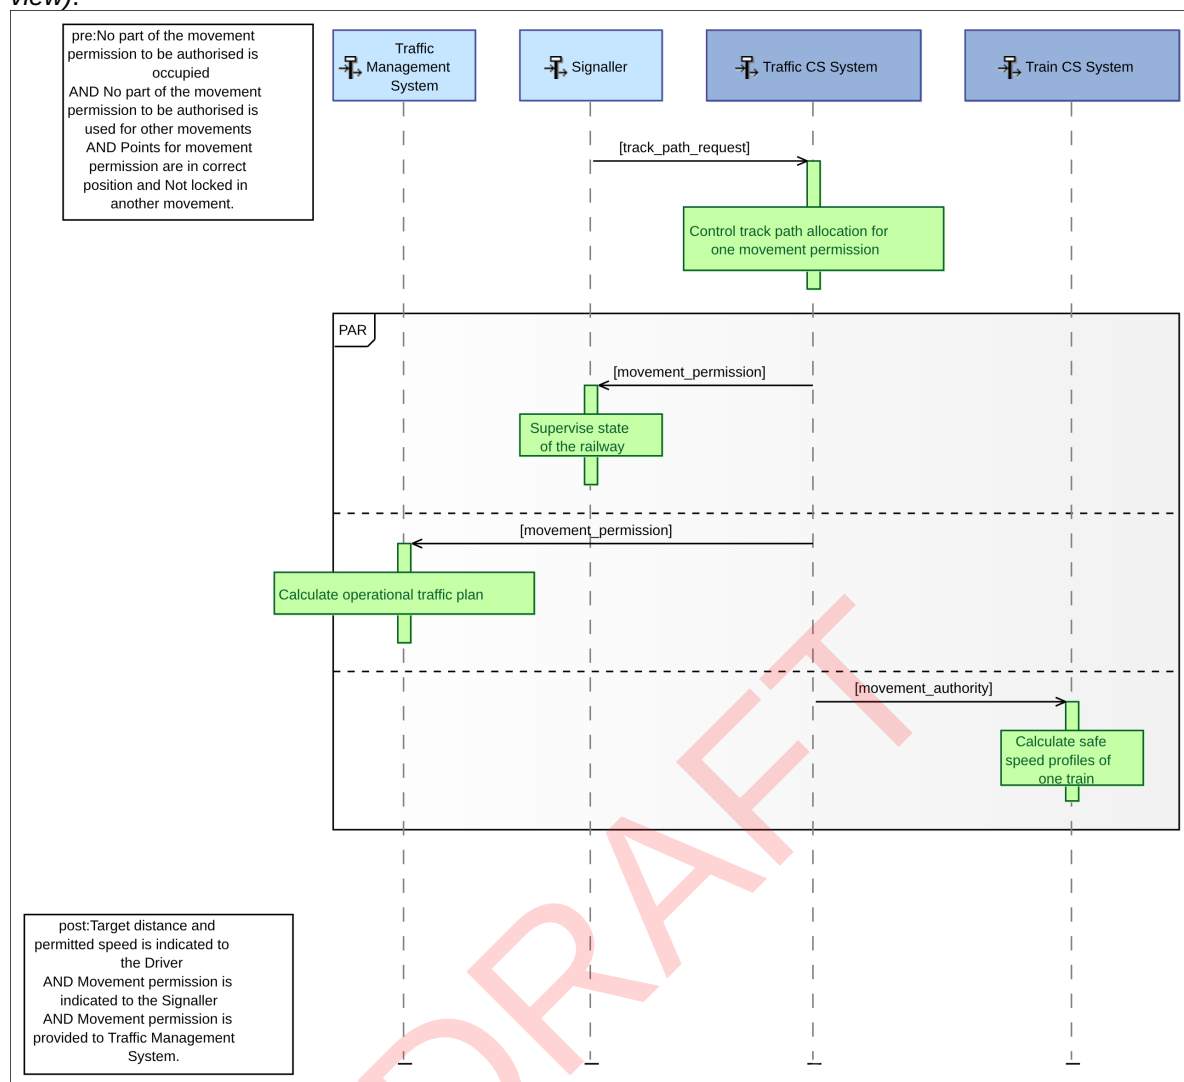 view).
pre:No part of the movement
permission to be authorised is
occupied
AND No part of the movement
permission to be authorised is
used for other movements
AND Points for movement
permission are in correct
position and Not locked in
another movement.
Traffic
Management
System
Signaller
Traffic CS System
Train CS System
[track_path_request]
Control track path allocation for
one movement permission
PAR
[movement_permission]
Supervise state
of the railway
[movement_permission]
Calculate operational traffic plan
[movement_authority]
Calculate safe
speed profiles of
one train
DRAFT
post:Target distance and
permitted speed is indicated to
the Driver
AND Movement permission is
indicated to the Signaller
AND Movement permission is
provided to Traffic Management
System.